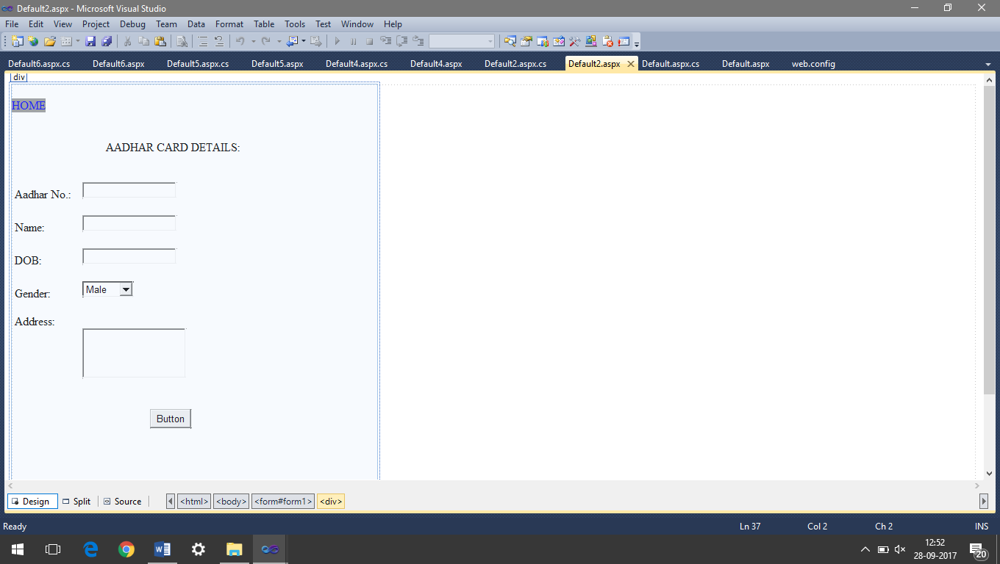 Default2.aspx - Microsoft Visual Studio
File Edit View Project Debug Team Data Format Table Tools Test Window Help
Default6.aspx.cs Default6.aspx Default5.aspx.cs Default5.aspx Default4.aspx.cs Default4.aspx Default2.aspx.cs Default2.aspx Default.aspx.cs Default.aspx web.config
div
HOME
AADHAR CARD DETAILS:
Aadhar No.:
Name:
DOB:
Gender: Male
Address:
Button
Design Split Source <html> <body> <form#form1> <div>
Ready Ln 37 Col 2 Ch 2 INS
12:52
28-09-2017
20